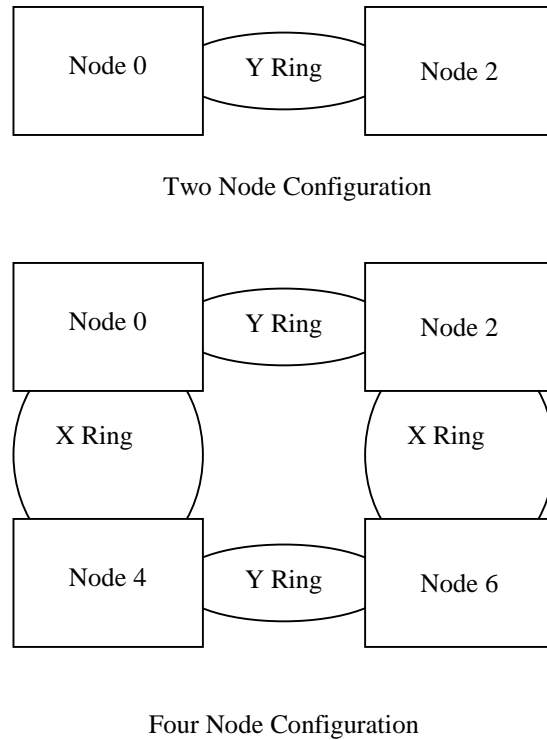 Node 0
Y Ring
Node 2
Two Node Configuration
Node 0
Y Ring
Node 2
X Ring
X Ring
Node 4
Y Ring
Node 6
Four Node Configuration